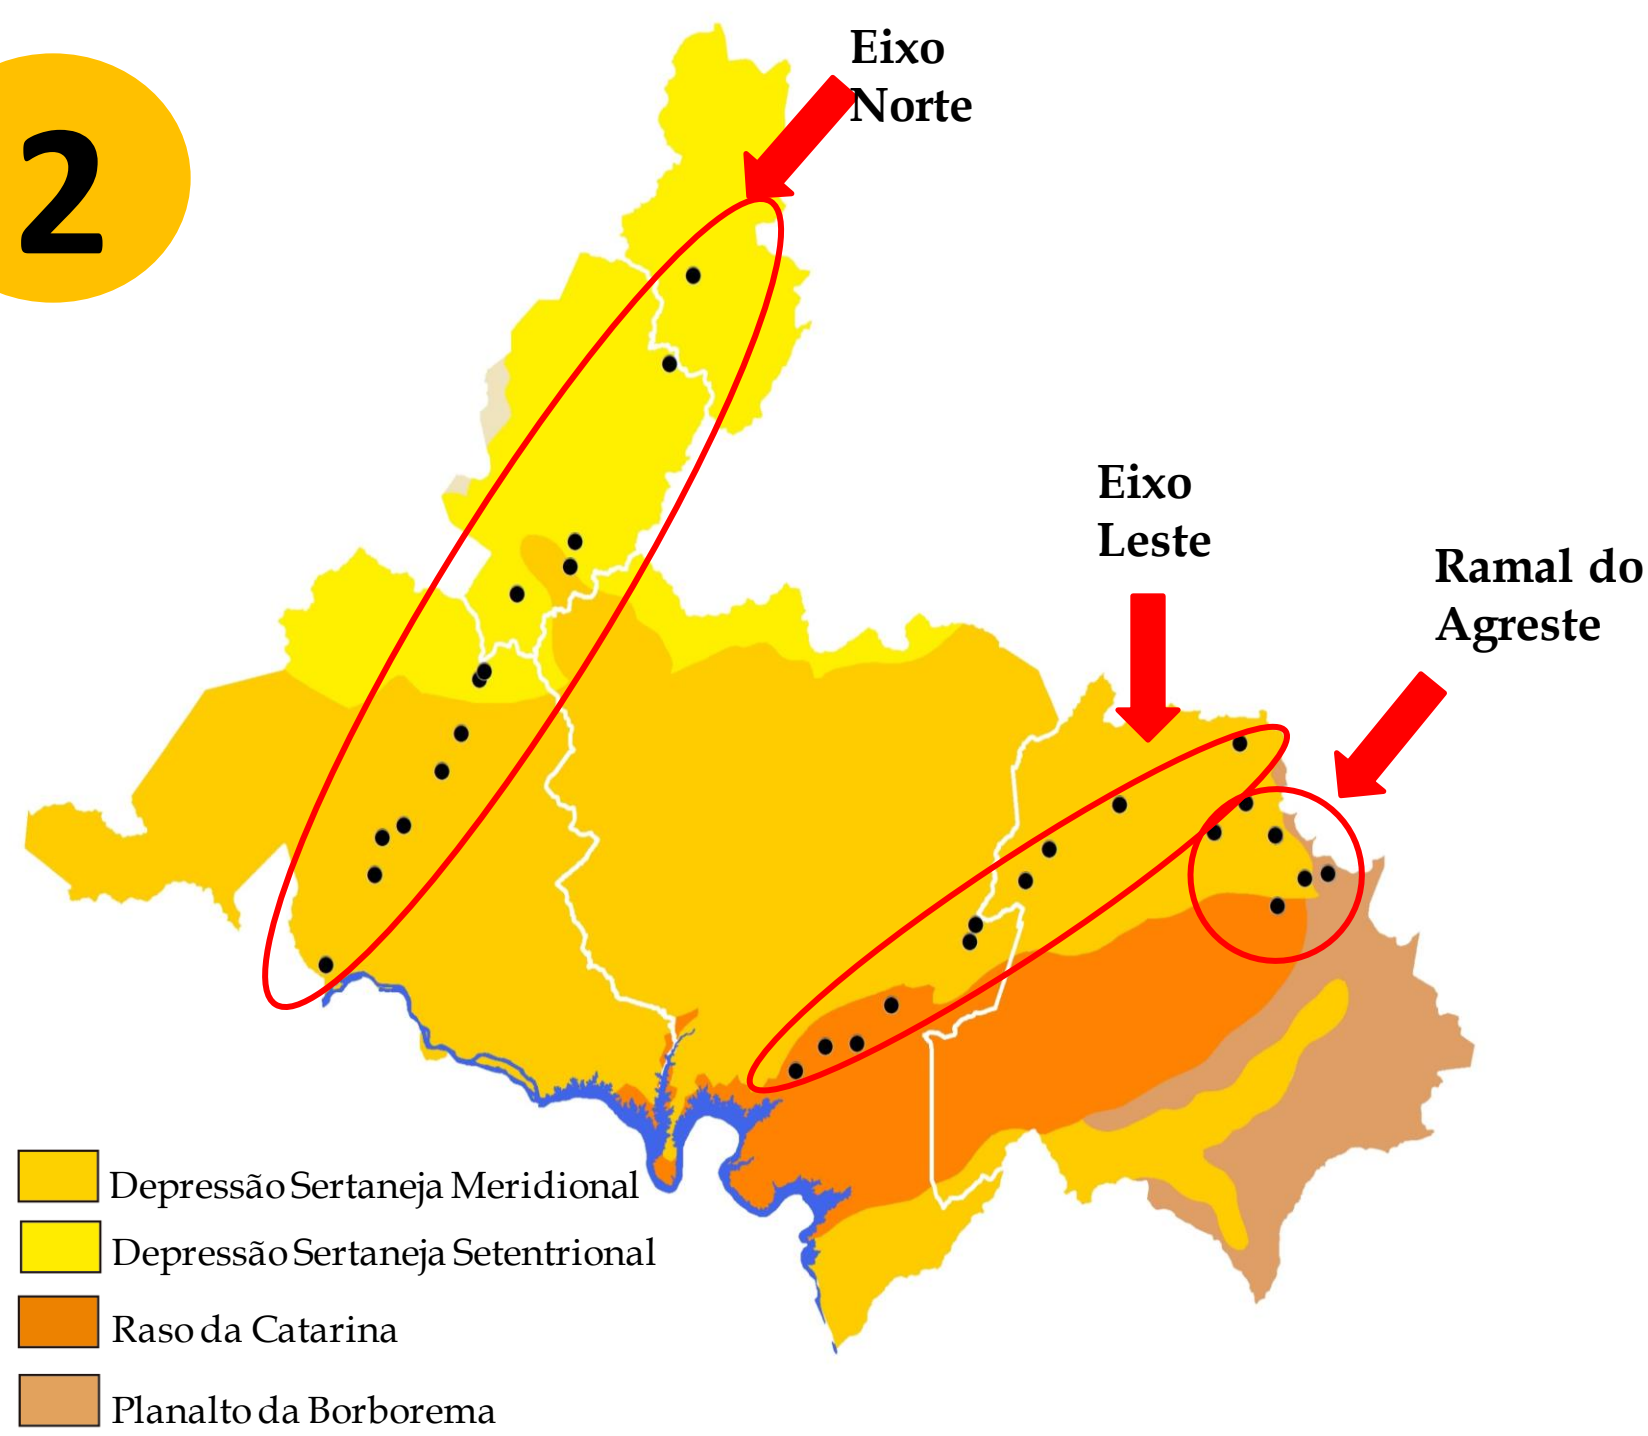 2
Eixo
Norte
Eixo
Leste
Ramal do
Agreste
Depressão Sertaneja Meridional
Depressão Sertaneja Setentrional
Raso da Catarina
Planalto da Borborema